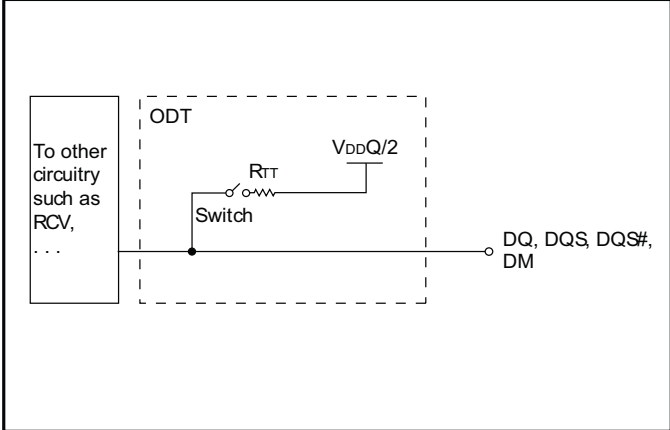 ODT
To other
circuitry
such as
RCV,
. . .
VDDQ/2
RTT
Switch
DQ, DQS, DQS#,
DM